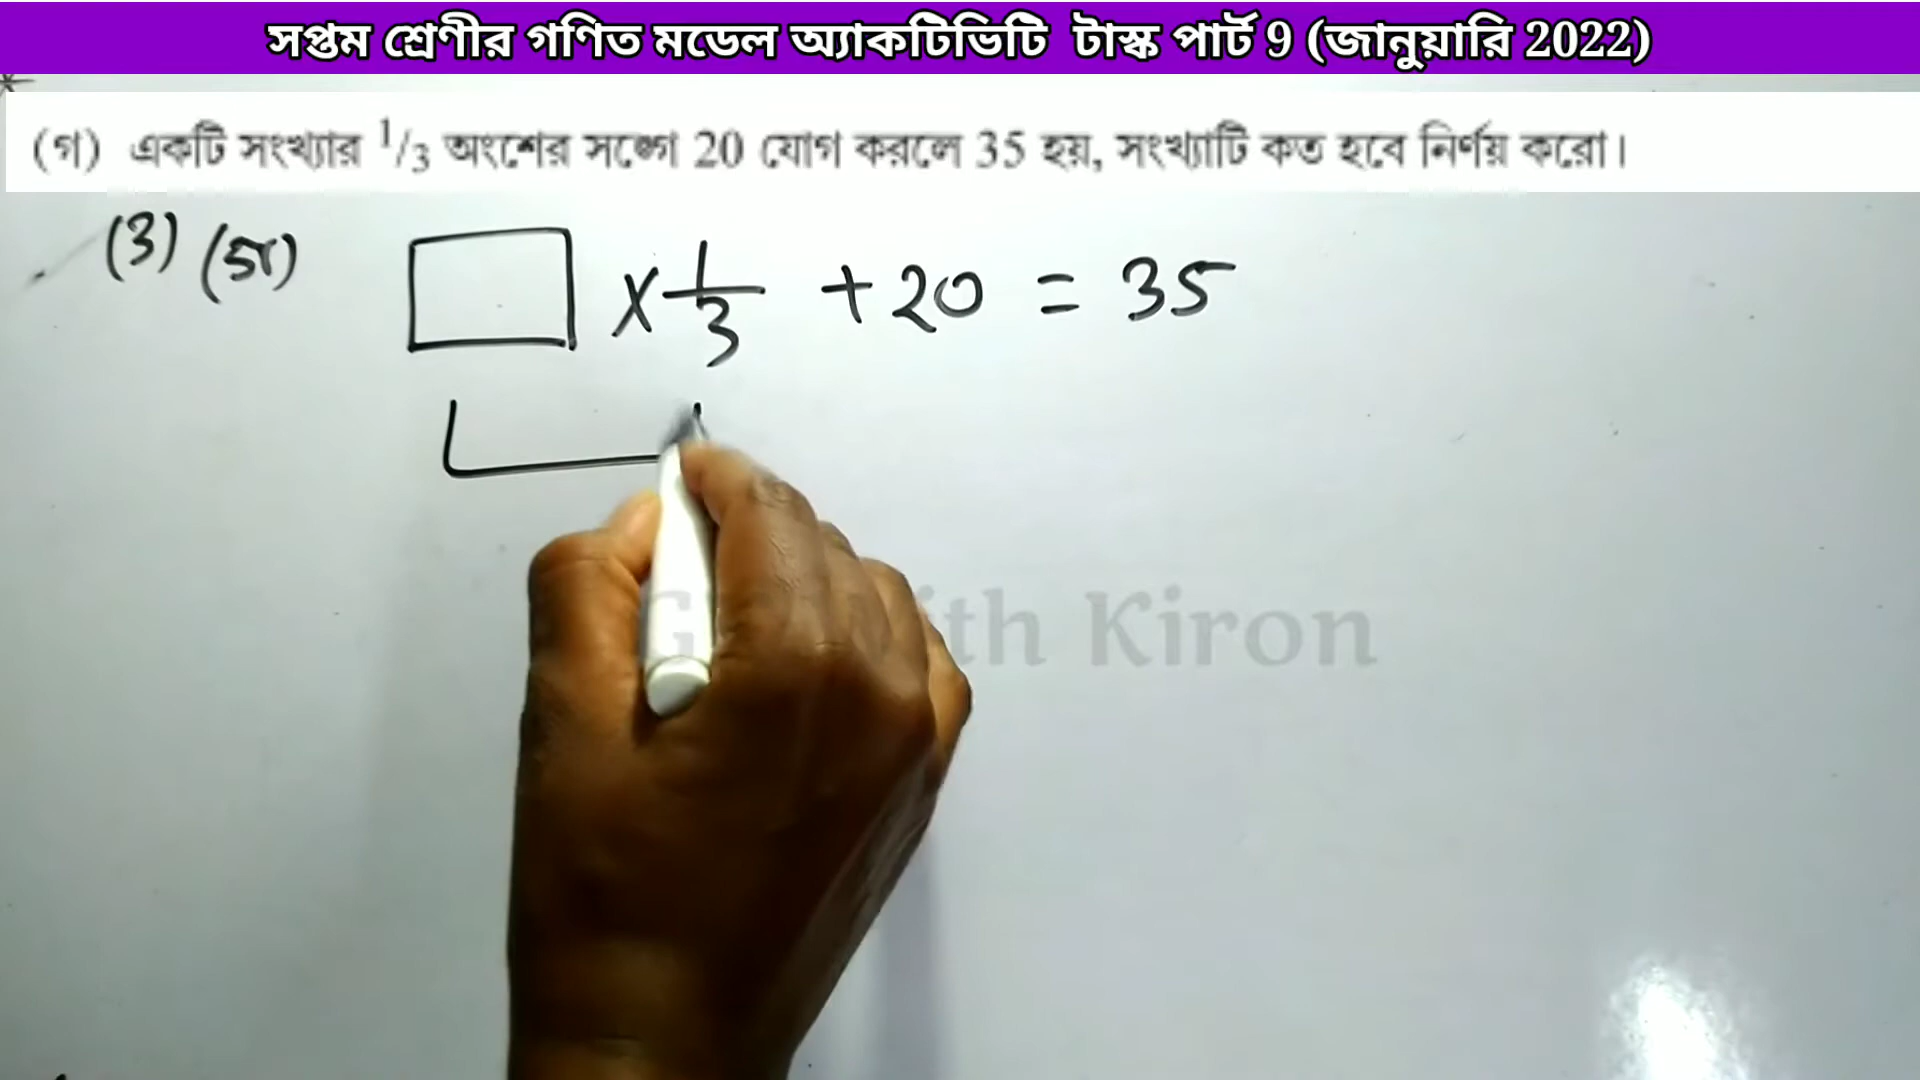 সপ্তম শ্রেণীর গণিত মডেল অ্যাকটিভিটি টাস্ক পার্ট 9 (জানুয়ারি 2022)
(গ) একটি সংখ্যার 1/3 অংশের সঙ্গে 20 যোগ করলে 35 হয়, সংখ্যাটি কত হবে নির্ণয় করো।
(3) (গ) □ × 1/3 + 20 = 35
With Kiron